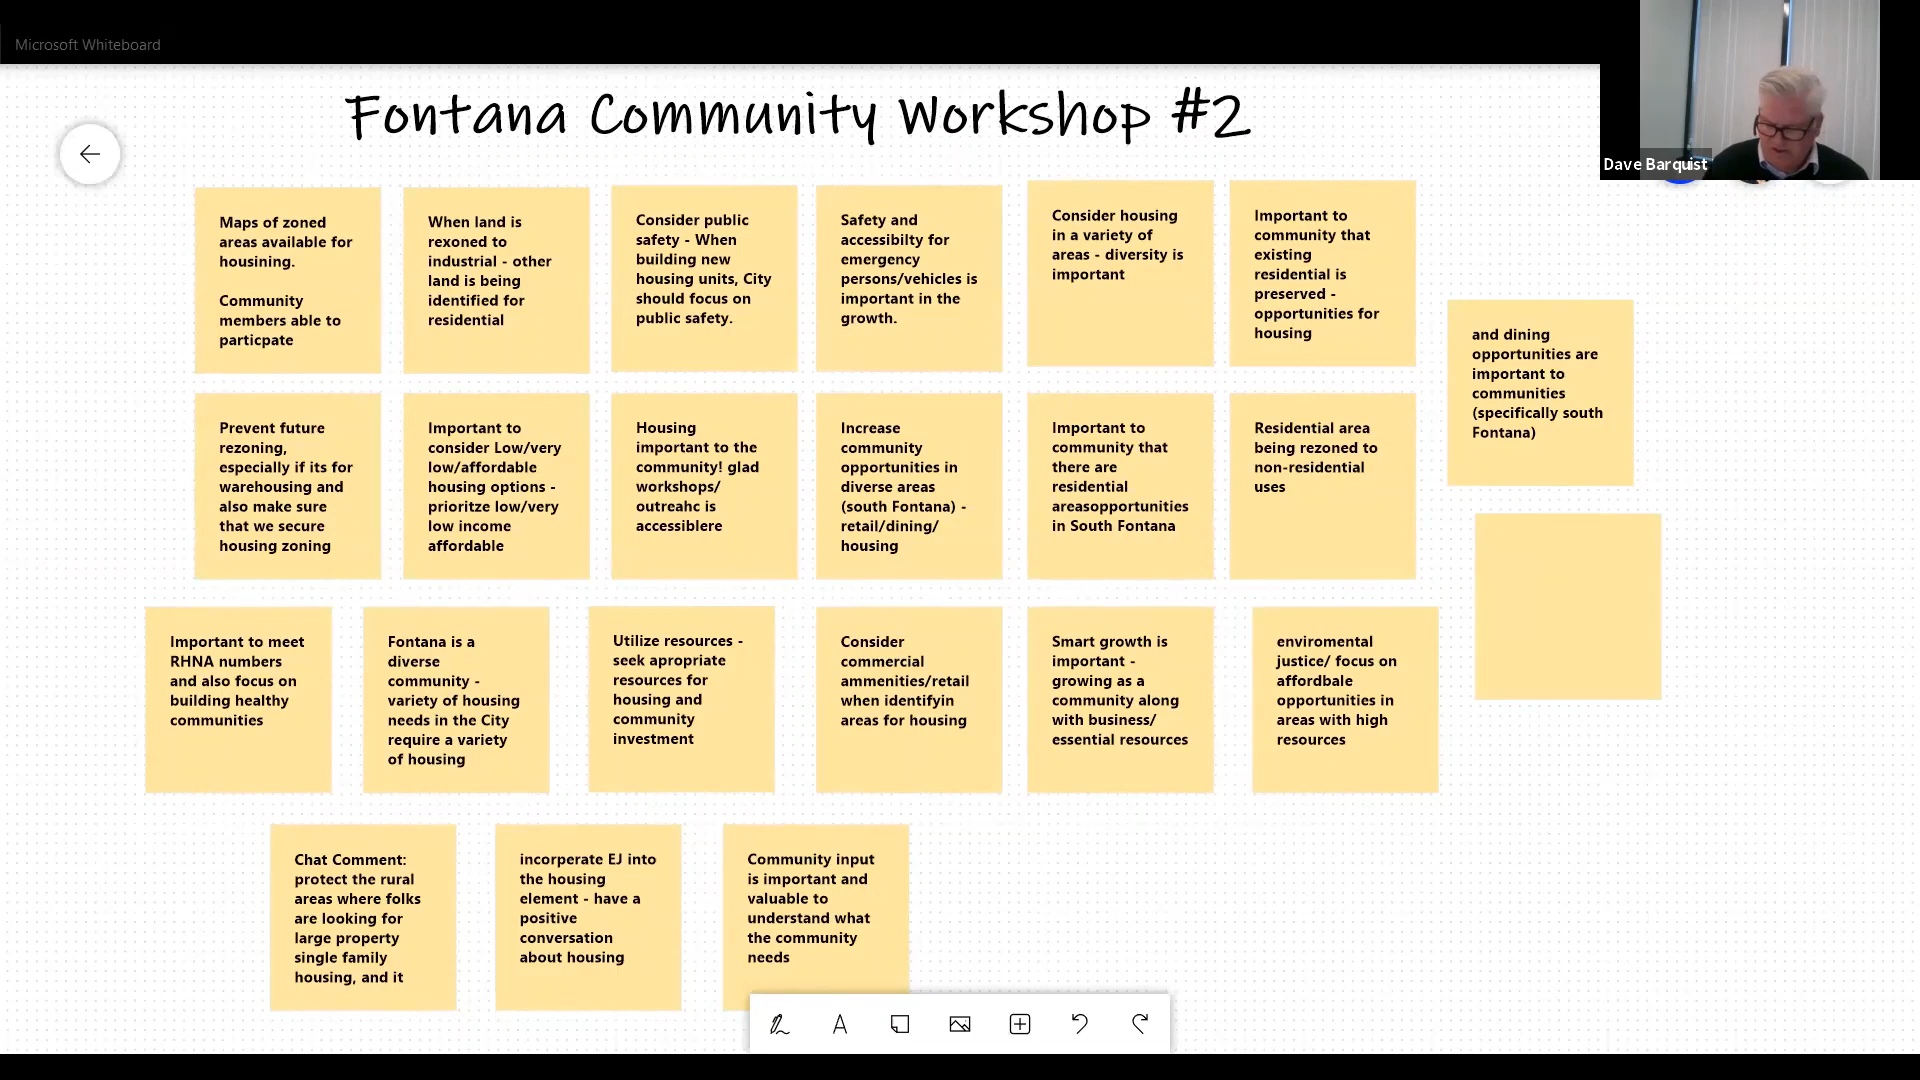 Microsoft Whiteboard
Dave Barquist
Fontana Community Workshop #2
Maps of zoned
areas available for
housining.
Community
members able to
particpate
When land is
rexoned to
industrial - other
land is being
identified for
residential
Consider public
safety - When
building new
housing units, City
should focus on
public safety.
Safety and
accessibilty for
emergency
persons/vehicles is
important in the
growth.
Consider housing
in a variety of
areas - diversity is
important
Important to
community that
existing
residential is
preserved -
opportunities for
housing
and dining
opportunities are
important to
communities
(specifically south
Fontana)
Prevent future
rezoning,
especially if its for
warehousing and
also make sure
that we secure
housing zoning
Important to
consider Low/very
low/affordable
housing options -
prioritze low/very
low income
affordable
Housing
important to the
community! glad
workshops/
outreahc is
accessiblere
Increase
community
opportunities in
diverse areas
(south Fontana) -
retail/dining/
housing
Important to
community that
there are
residential
areasopportunities
in South Fontana
Residential area
being rezoned to
non-residential
uses
Important to meet
RHNA numbers
and also focus on
building healthy
communities
Fontana is a
diverse
community -
variety of housing
needs in the City
require a variety
of housing
Utilize resources -
seek apropriate
resources for
housing and
community
investment
Consider
commercial
ammenities/retail
when identifyin
areas for housing
Smart growth is
important -
growing as a
community along
with business/
essential resources
enviromental
justice/ focus on
affordbale
opportunities in
areas with high
resources
Chat Comment:
protect the rural
areas where folks
are looking for
large property
single family
housing, and it
incorperate EJ into
the housing
element - have a
positive
conversation
about housing
Community input
is important and
valuable to
understand what
the community
needs